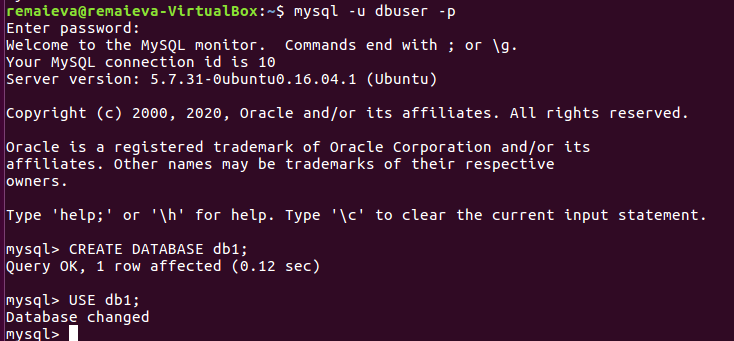 remaieva@remaieva-VirtualBox:~$ mysql -u dbuser -p
Enter password:
Welcome to the MySQL monitor.  Commands end with ; or \g.
Your MySQL connection id is 10
Server version: 5.7.31-0ubuntu0.16.04.1 (Ubuntu)

Copyright (c) 2000, 2020, Oracle and/or its affiliates. All rights reserved.

Oracle is a registered trademark of Oracle Corporation and/or its
affiliates. Other names may be trademarks of their respective
owners.

Type 'help;' or '\h' for help. Type '\c' to clear the current input statement.

mysql> CREATE DATABASE db1;
Query OK, 1 row affected (0.12 sec)

mysql> USE db1;
Database changed
mysql>